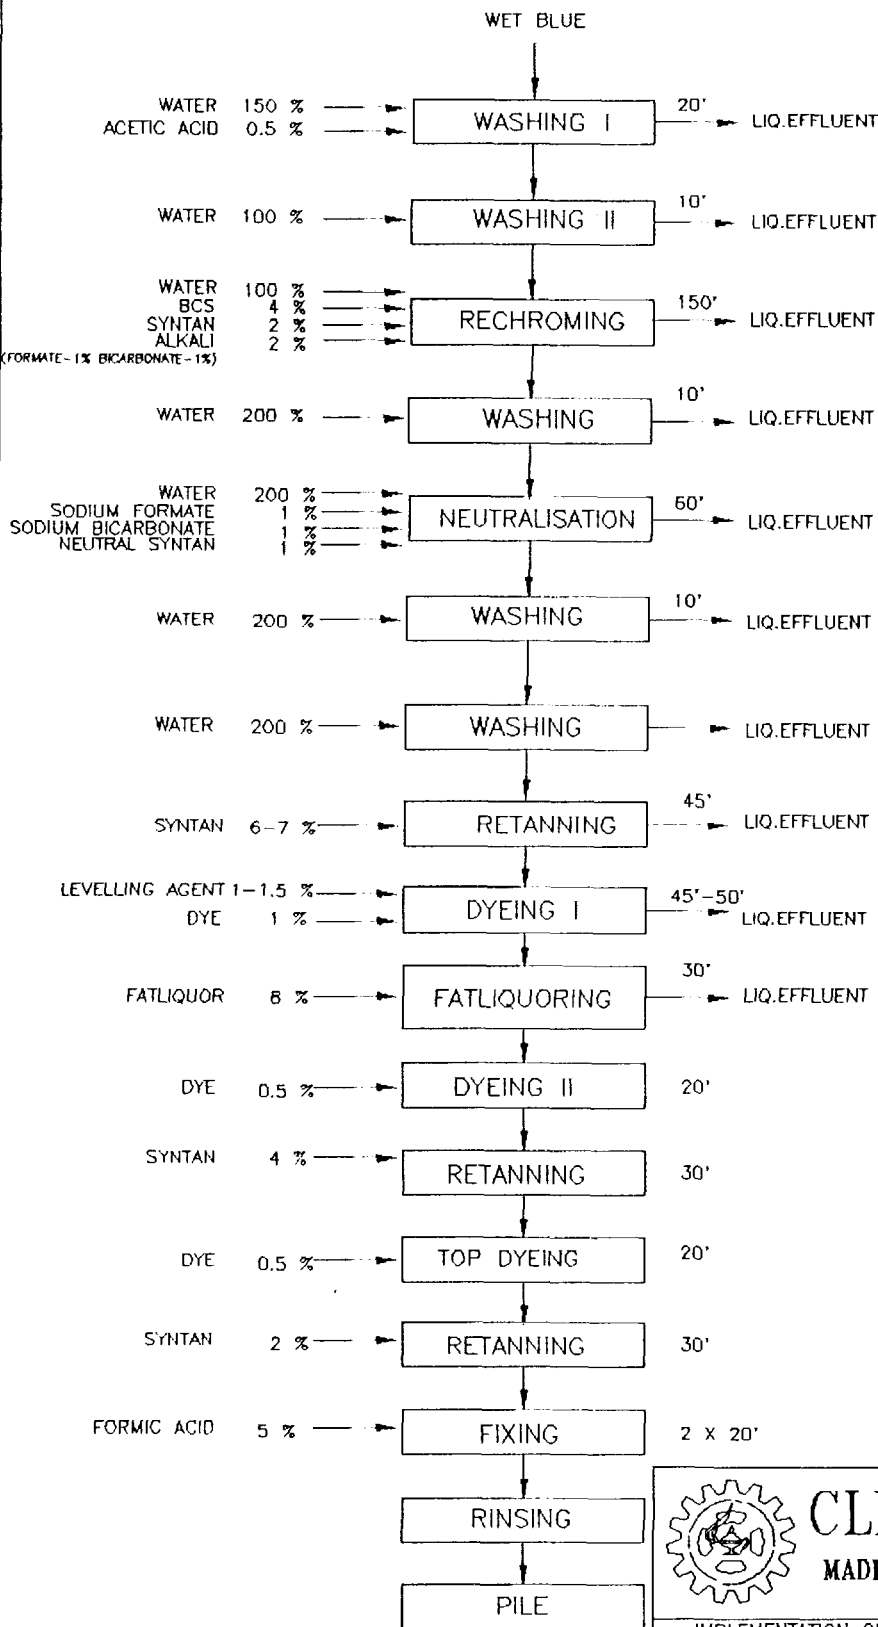 WET BLUE
WATER 150 % WASHING I 20' LIQ.EFFLUENT
ACETIC ACID 0.5 %
WATER 100 % WASHING II 10' LIQ.EFFLUENT
WATER 100 %
BCS 4 % RECHROMING 150' LIQ.EFFLUENT
SYNTAN 2 %
ALKALI 2 %
(FORMATE-1% BICARBONATE-1%)
WATER 200 % WASHING 10' LIQ.EFFLUENT
WATER 200 %
SODIUM FORMATE 1 % NEUTRALISATION 60' LIQ.EFFLUENT
SODIUM BICARBONATE 1 %
NEUTRAL SYNTAN 1 %
WATER 200 % WASHING 10' LIQ.EFFLUENT
WATER 200 % WASHING LIQ.EFFLUENT
SYNTAN 6-7 % RETANNING 45' LIQ.EFFLUENT
LEVELLING AGENT 1-1.5 % DYEING I 45'-50' LIQ.EFFLUENT
DYE 1 %
FATLIQUOR 8 % FATLIQUORING 30' LIQ.EFFLUENT
DYE 0.5 % DYEING II 20'
SYNTAN 4 % RETANNING 30'
DYE 0.5 % TOP DYEING 20'
SYNTAN 2 % RETANNING 30'
FORMIC ACID 5 % FIXING 2 X 20'
RINSING
PILE